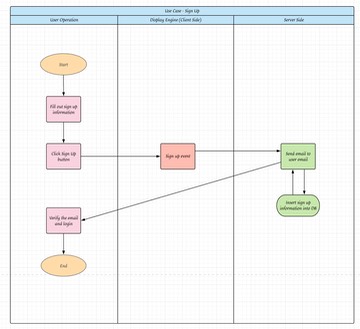 Use Case - Sign Up
User Operation
Display Engine (Client Side)
Server Side
Start
Fill out sign up
information
Click Sign Up
button
Sign up event
Send email to
user email
Insert sign up
information into DB
Verify the email
and login
End